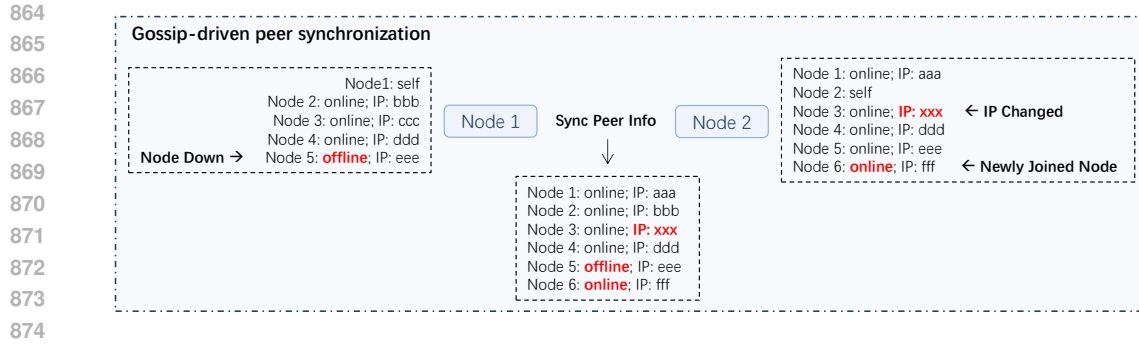 864
865
866
867
868
869
870
871
872
873
874
Gossip-driven peer synchronization
Node1: self
Node 2: online; IP: bbb
Node 3: online; IP: ccc
Node 4: online; IP: ddd
Node Down → Node 5: offline; IP: eee
Node 1
Sync Peer Info
Node 2
Node 1: online; IP: aaa
Node 2: self
Node 3: online; IP: xxx ← IP Changed
Node 4: online; IP: ddd
Node 5: online; IP: eee
Node 6: online; IP: fff ← Newly Joined Node
Node 1: online; IP: aaa
Node 2: online; IP: bbb
Node 3: online; IP: xxx
Node 4: online; IP: ddd
Node 5: offline; IP: eee
Node 6: online; IP: fff